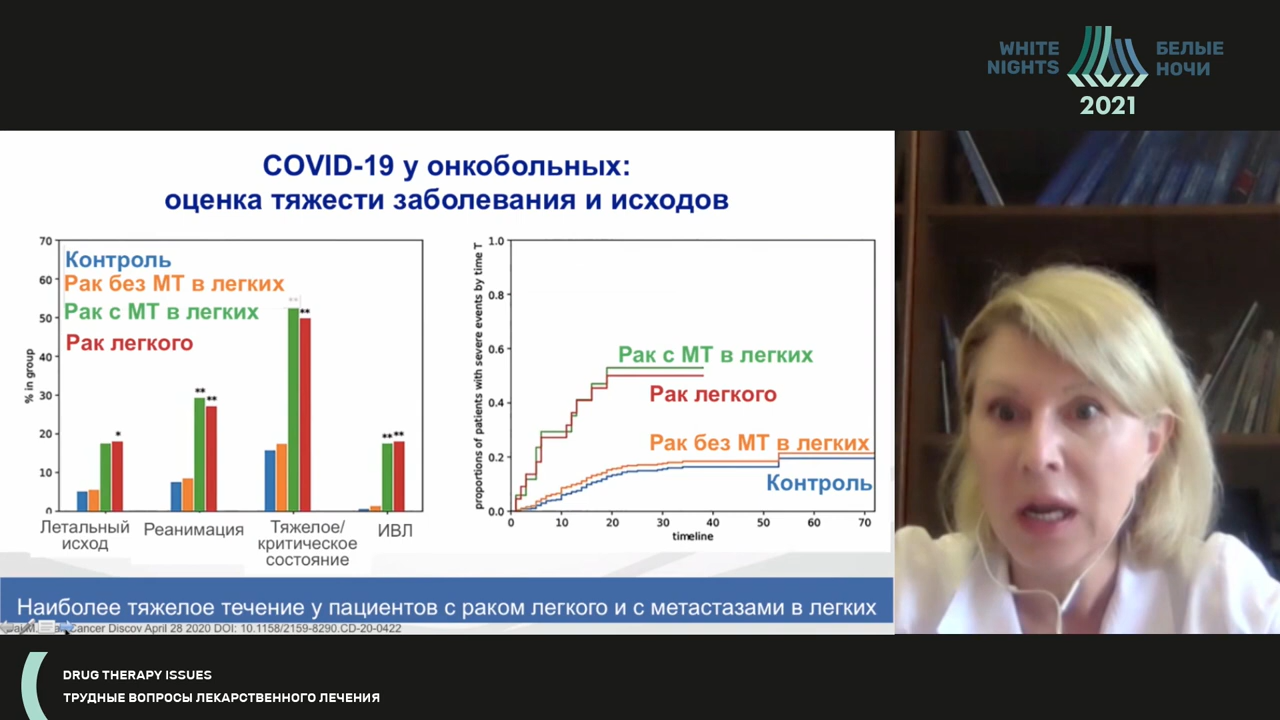 WHITE NIGHTS
БЕЛЫЕ НОЧИ
2021
COVID-19 у онкобольных:
оценка тяжести заболевания и исходов
% in group
70
60
50
40
30
20
10
0
Контроль
Рак без МТ в легких
Рак с МТ в легких
Рак легкого
*
** **
** **
** **
Летальный исход
Реанимация
Тяжелое/ критическое состояние
ИВЛ
proportions of patients with severe events by time T
1.0
0.8
0.6
0.4
0.2
0.0
Рак с МТ в легких
Рак легкого
Рак без МТ в легких
Контроль
0 10 20 30 40 50 60 70
timeline
Наиболее тяжелое течение у пациентов с раком легкого и с метастазами в легких
Cancer Discov April 28 2020 DOI: 10.1158/2159-8290.CD-20-0422
DRUG THERAPY ISSUES
ТРУДНЫЕ ВОПРОСЫ ЛЕКАРСТВЕННОГО ЛЕЧЕНИЯ